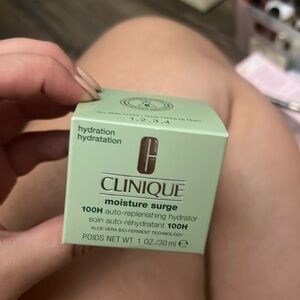 1, 2, 3, 4
hydration
hydratation
CLINIQUE
moisture surge
100H auto-replenishing hydrator
soin auto-réhydratant 100H
ALOE VERA BIO-FERMENT TECHNOLOGY
POIDS NET WT. 1 OZ./30 ml e